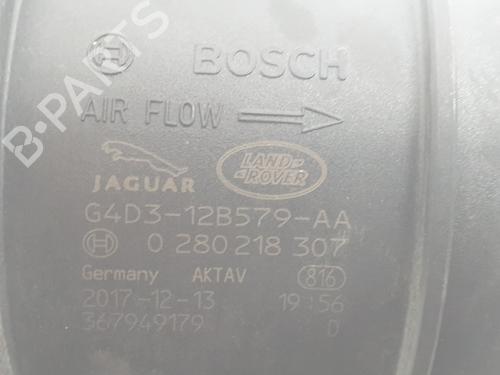 BOSCH
AIR FLOW
JAGUAR
LAND
ROVER
G4D3-12B579-AA
0 280 218 307
Germany AKTAV 816
2017-12-13 19:56
367949179 D
B-PARTS